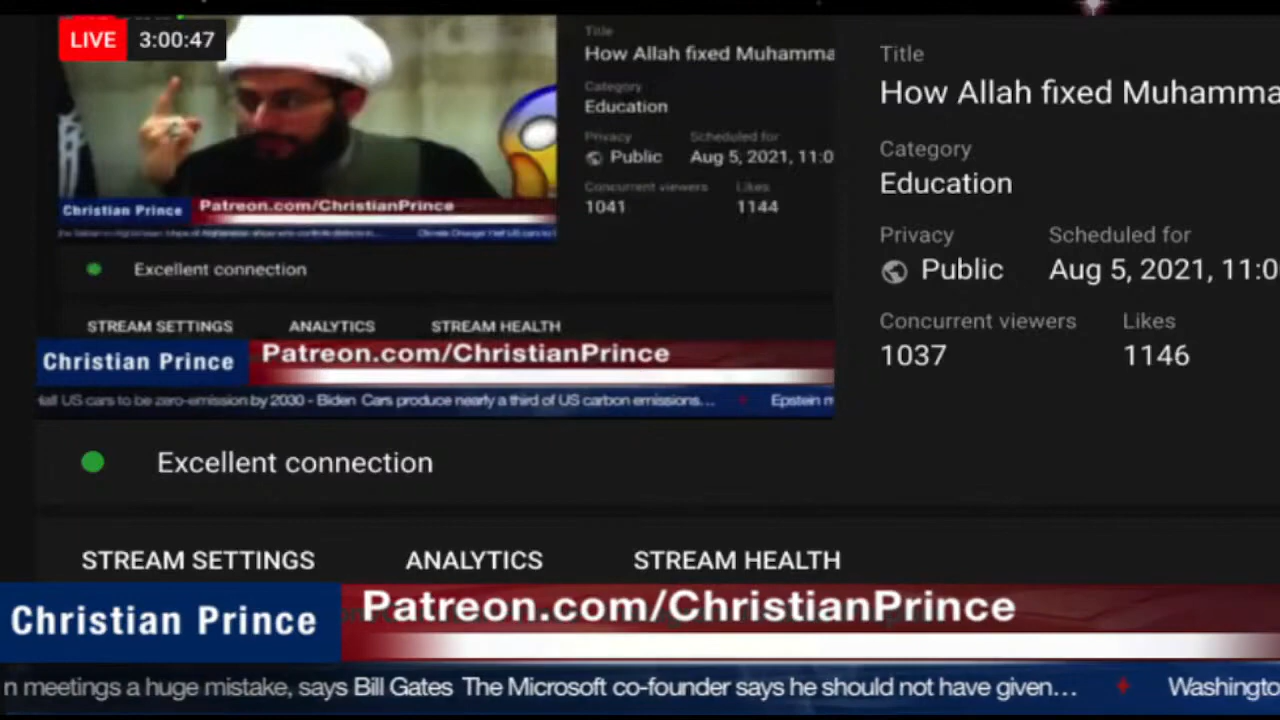 LIVE 3:00:47
Title
How Allah fixed Muhamma
Category
Education
Privacy Scheduled for
Public Aug 5, 2021, 11:0
Concurrent viewers Likes
1041 1144
Christian Prince Patreon.com/ChristianPrince
Excellent connection
STREAM SETTINGS ANALYTICS STREAM HEALTH
Christian Prince Patreon.com/ChristianPrince
Half US cars to be zero-emission by 2030 - Biden Cars produce nearly a third of US carbon emissions... Epstein
Title
How Allah fixed Muhamma
Category
Education
Privacy Scheduled for
Public Aug 5, 2021, 11:0
Concurrent viewers Likes
1037 1146
Excellent connection
STREAM SETTINGS ANALYTICS STREAM HEALTH
Christian Prince Patreon.com/ChristianPrince
n meetings a huge mistake, says Bill Gates The Microsoft co-founder says he should not have given... Washingto